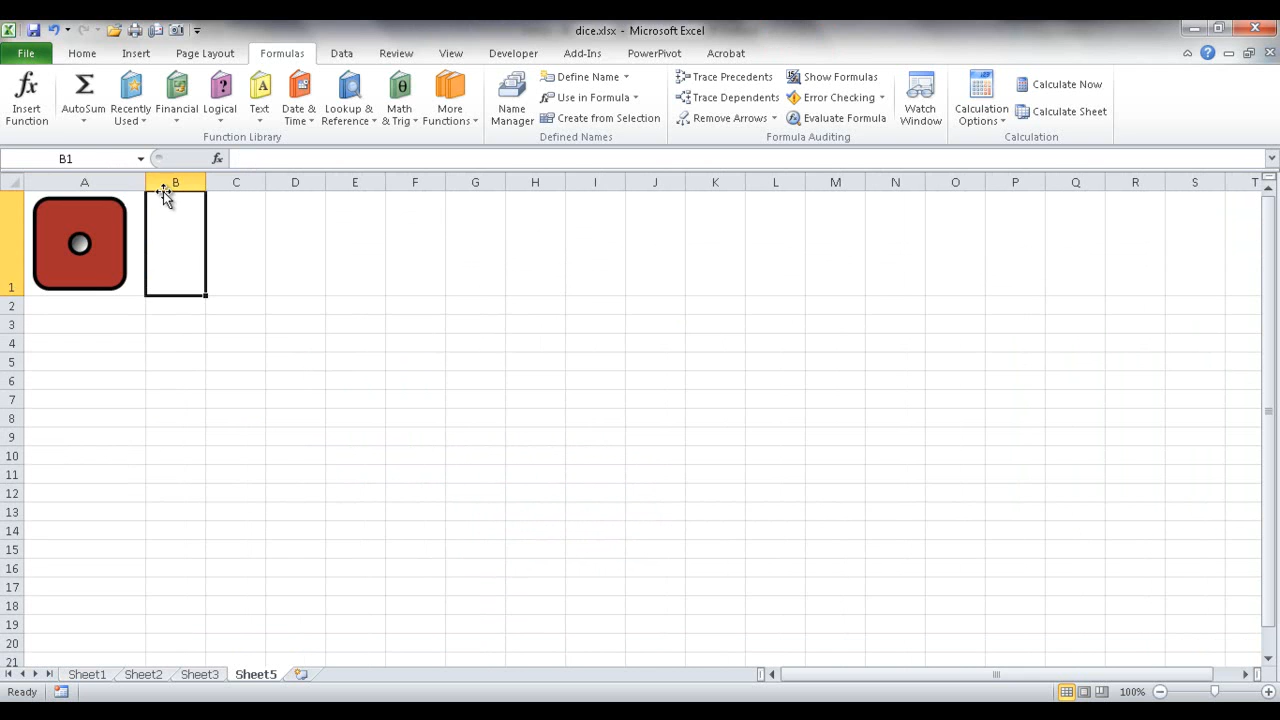 dice.xlsx - Microsoft Excel
File Home Insert Page Layout Formulas Data Review View Developer Add-Ins PowerPivot Acrobat
Insert Function
AutoSum
Recently Used
Financial
Logical
Text
Date & Time
Lookup & Reference
Math & Trig
More Functions
Function Library
Name Manager
Define Name
Use in Formula
Create from Selection
Defined Names
Trace Precedents
Trace Dependents
Remove Arrows
Show Formulas
Error Checking
Evaluate Formula
Formula Auditing
Watch Window
Calculation Options
Calculate Now
Calculate Sheet
Calculation
B1 fx
A B C D E F G H I J K L M N O P Q R S T
1
2
3
4
5
6
7
8
9
10
11
12
13
14
15
16
17
18
19
20
21
Sheet1 Sheet2 Sheet3 Sheet5
Ready 100%